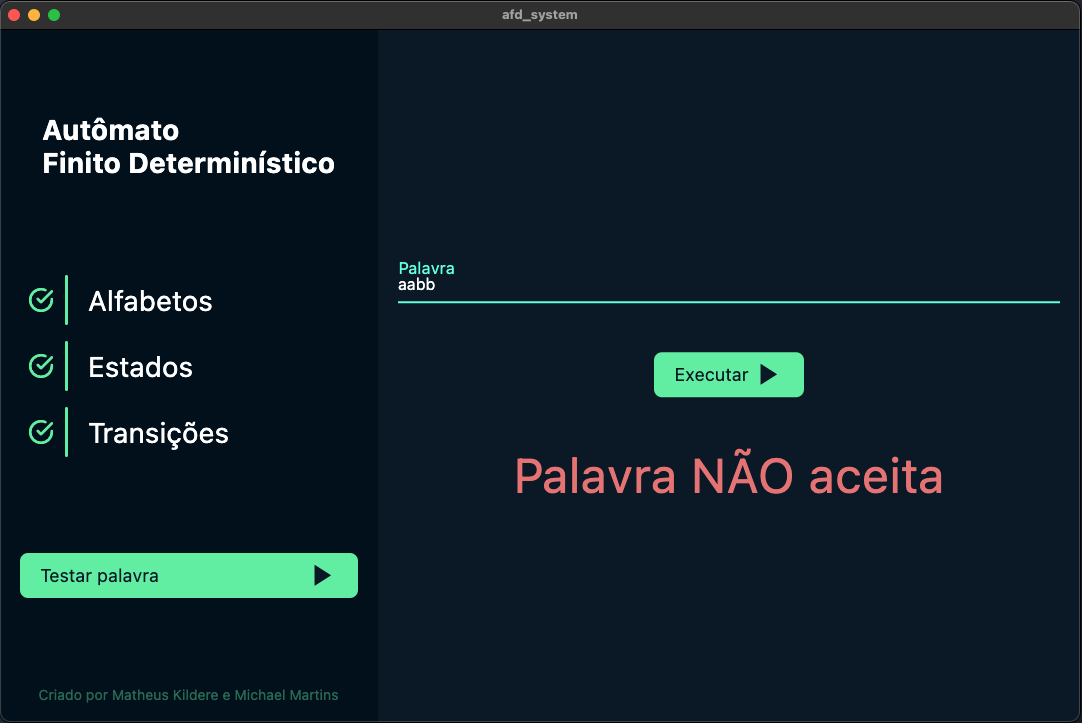 afd_system
Autômato
Finito Determinístico
Alfabetos
Estados
Transições
Testar palavra
Criado por Matheus Kildere e Michael Martins
Palavra
aabb
Executar
Palavra NÃO aceita